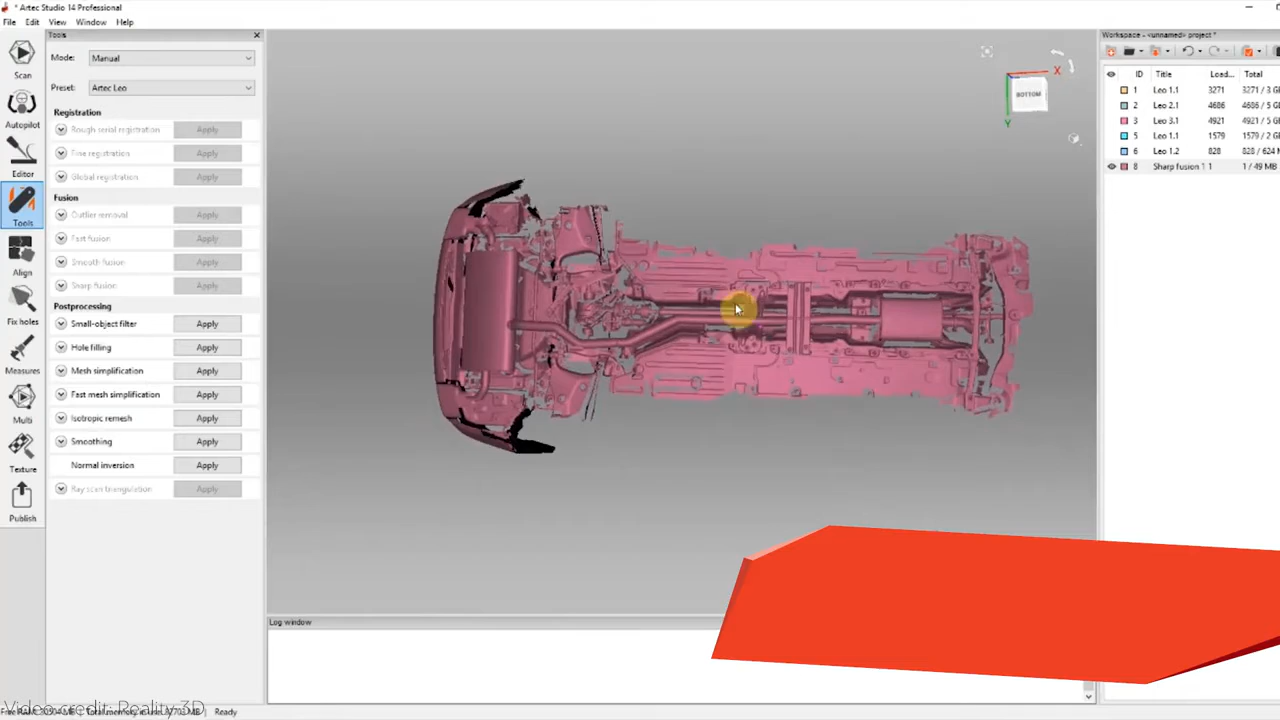 * Artec Studio 14 Professional
File Edit View Window Help
Tools
Workspace - <unnamed> project *
Mode: Manual
Preset: Artec Leo
Scan
Autopilot
Editor
Tools
Align
Fix holes
Measures
Multi
Texture
Publish
Registration
Rough serial registration Apply
Fine registration Apply
Global registration Apply
Fusion
Outlier removal Apply
Fast fusion Apply
Smooth fusion Apply
Sharp fusion Apply
Postprocessing
Small-object filter Apply
Hole filling Apply
Mesh simplification Apply
Fast mesh simplification Apply
Isotropic remesh Apply
Smoothing Apply
Normal inversion Apply
Ray scan triangulation Apply
X
BOTTOM
Y
ID Title Load... Total
1 Leo 1.1 3271 3271 / 3 G
2 Leo 2.1 4686 4686 / 5 G
3 Leo 3.1 4921 4921 / 5 G
5 Leo 1.1 1579 1579 / 2 G
6 Leo 1.2 828 828 / 624 M
8 Sharp fusion 1 1 1 / 49 MB
Log window
Video credit: Reality 3D
Ready